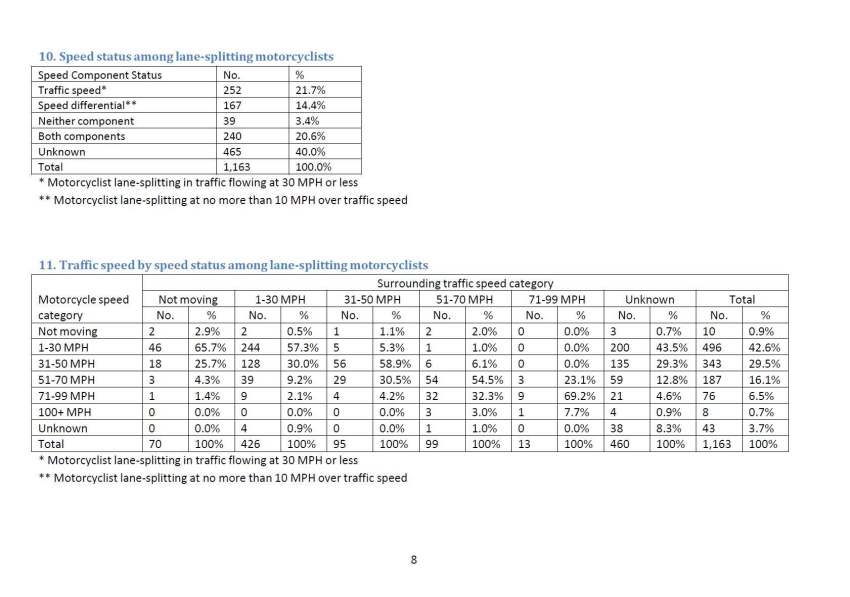 10. Speed status among lane-splitting motorcyclists
Speed Component Status No. %
Traffic speed* 252 21.7%
Speed differential** 167 14.4%
Neither component 39 3.4%
Both components 240 20.6%
Unknown 465 40.0%
Total 1,163 100.0%
* Motorcyclist lane-splitting in traffic flowing at 30 MPH or less
** Motorcyclist lane-splitting at no more than 10 MPH over traffic speed
11. Traffic speed by speed status among lane-splitting motorcyclists
Surrounding traffic speed category
Motorcycle speed Not moving 1-30 MPH 31-50 MPH 51-70 MPH 71-99 MPH Unknown Total
category No. % No. % No. % No. % No. % No. % No. %
Not moving 2 2.9% 2 0.5% 1 1.1% 2 2.0% 0 0.0% 3 0.7% 10 0.9%
1-30 MPH 46 65.7% 244 57.3% 5 5.3% 1 1.0% 0 0.0% 200 43.5% 496 42.6%
31-50 MPH 18 25.7% 128 30.0% 56 58.9% 6 6.1% 0 0.0% 135 29.3% 343 29.5%
51-70 MPH 3 4.3% 39 9.2% 29 30.5% 54 54.5% 3 23.1% 59 12.8% 187 16.1%
71-99 MPH 1 1.4% 9 2.1% 4 4.2% 32 32.3% 9 69.2% 21 4.6% 76 6.5%
100+ MPH 0 0.0% 0 0.0% 0 0.0% 3 3.0% 1 7.7% 4 0.9% 8 0.7%
Unknown 0 0.0% 4 0.9% 0 0.0% 1 1.0% 0 0.0% 38 8.3% 43 3.7%
Total 70 100% 426 100% 95 100% 99 100% 13 100% 460 100% 1,163 100%
* Motorcyclist lane-splitting in traffic flowing at 30 MPH or less
** Motorcyclist lane-splitting at no more than 10 MPH over traffic speed
8